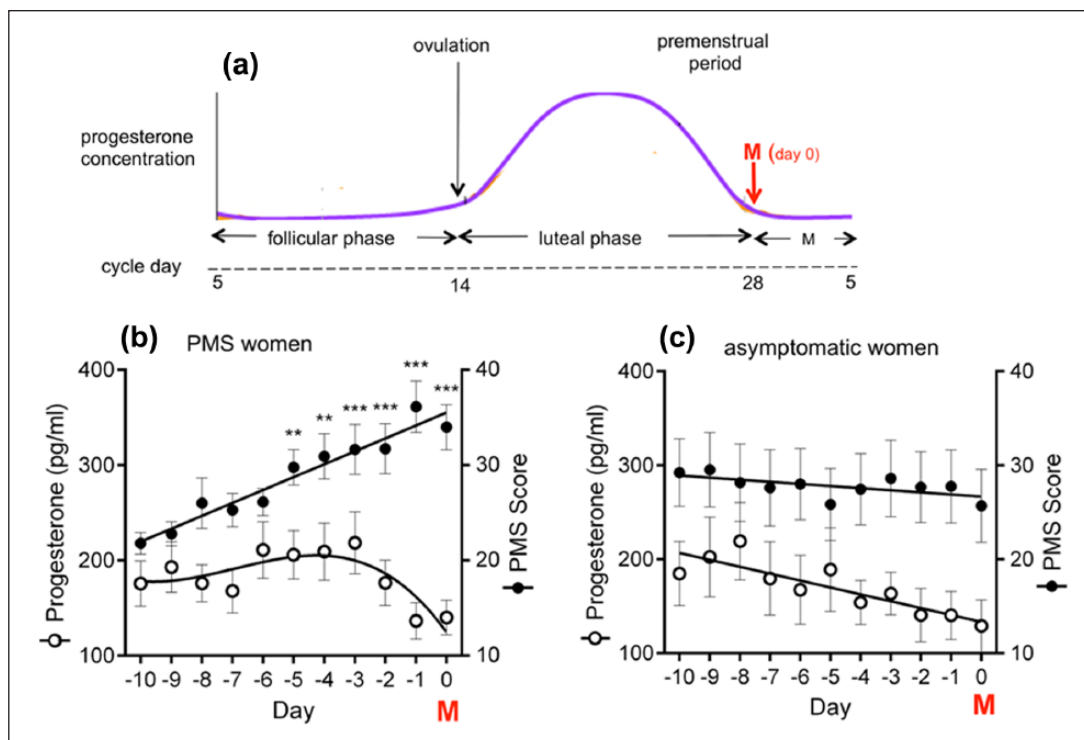 (a)
ovulation
premenstrual
period
progesterone
concentration
M (day 0)
follicular phase
luteal phase
M
cycle day
5
14
28
5
(b)
PMS women
400
300
200
100
Progesterone (pg/ml)
** ** *** *** *** ***
40
30
20
10
PMS Score
-10 -9 -8 -7 -6 -5 -4 -3 -2 -1 0
Day
M
(c)
asymptomatic women
400
300
200
100
Progesterone (pg/ml)
40
30
20
10
PMS Score
-10 -9 -8 -7 -6 -5 -4 -3 -2 -1 0
Day
M